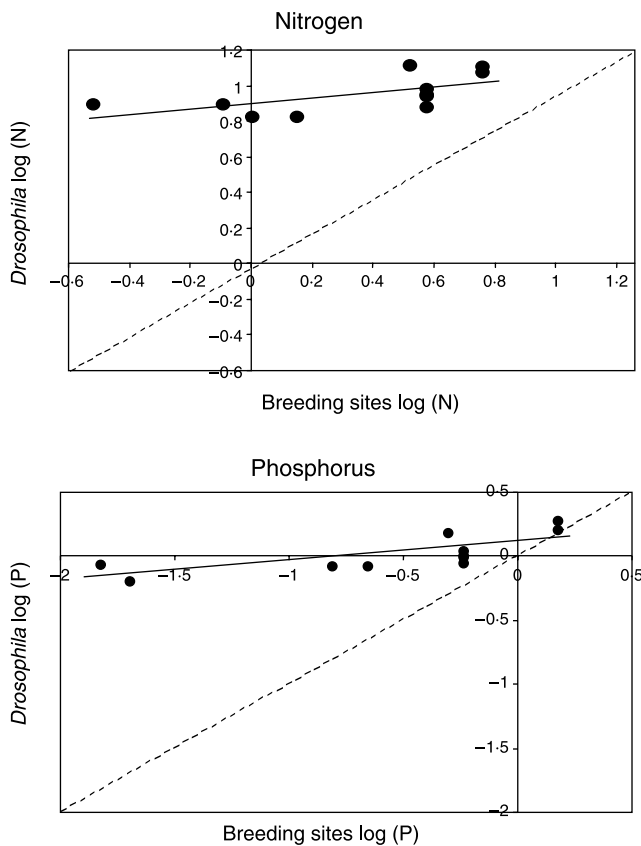 Nitrogen
1·2
1
0·8
0·6
0·4
0·2
0
−0·2
−0·4
−0·6
−0·6 −0·4 −0·2 0 0·2 0·4 0·6 0·8 1 1·2
Drosophila log (N)
Breeding sites log (N)
Phosphorus
0·5
0
−0·5
−1
−1·5
−2
−2 −1·5 −1 −0·5 0 0·5
Drosophila log (P)
Breeding sites log (P)